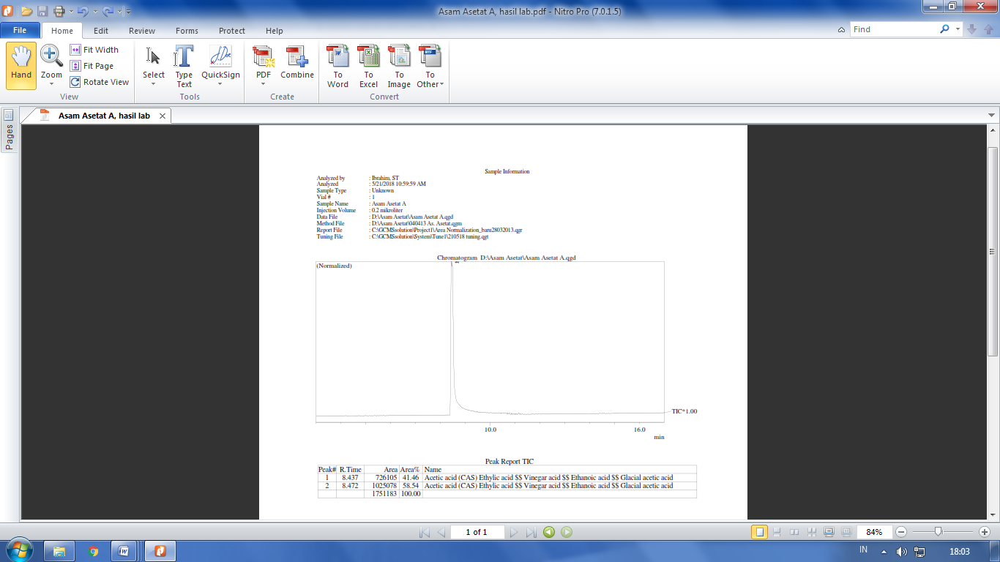 Asam Asetat A, hasil lab.pdf - Nitro Pro (7.0.1.5)
File Home Edit Review Forms Protect Help Find
Hand Zoom Fit Width Fit Page Rotate View Select Type Text QuickSign PDF Combine To Word To Excel To Image To Other
View Tools Create Convert
Asam Asetat A, hasil lab
Pages
Sample Information
Analyzed by : Ibrahim, ST
Analyzed : 5/21/2018 10:59:59 AM
Sample Type : Unknown
Vial # : 1
Sample Name : Asam Asetat A
Injection Volume : 0.2 mikroliter
Data File : D:\Asam Asetat\Asam Asetat A.qgd
Method File : D:\Asam Asetat\040413 As. Asetat.qgm
Report File : C:\GCMSsolution\Project1\Area Normalization_baru28032013.qgr
Tuning File : C:\GCMSsolution\System\Tune1\210518 tuning.qgt
Chromatogram D:\Asam Asetat\Asam Asetat A.qgd
(Normalized)
TIC*1.00
10.0 16.0
min
Peak Report TIC
Peak# R.Time Area Area% Name
1 8.437 726105 41.46 Acetic acid (CAS) Ethylic acid $$ Vinegar acid $$ Ethanoic acid $$ Glacial acetic acid
2 8.472 1025078 58.54 Acetic acid (CAS) Ethylic acid $$ Vinegar acid $$ Ethanoic acid $$ Glacial acetic acid
1751183 100.00
1 of 1 84%
IN 18:03